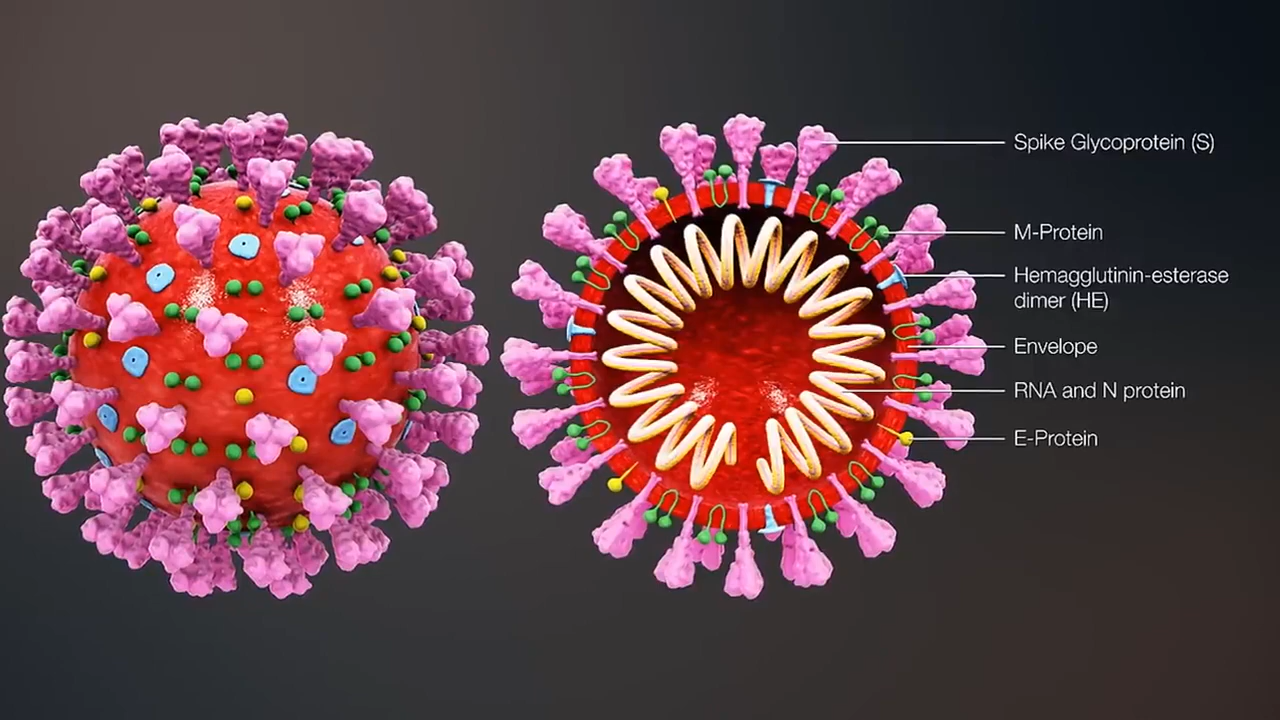 Spike Glycoprotein (S)
M-Protein
Hemagglutinin-esterase
dimer (HE)
Envelope
RNA and N protein
E-Protein